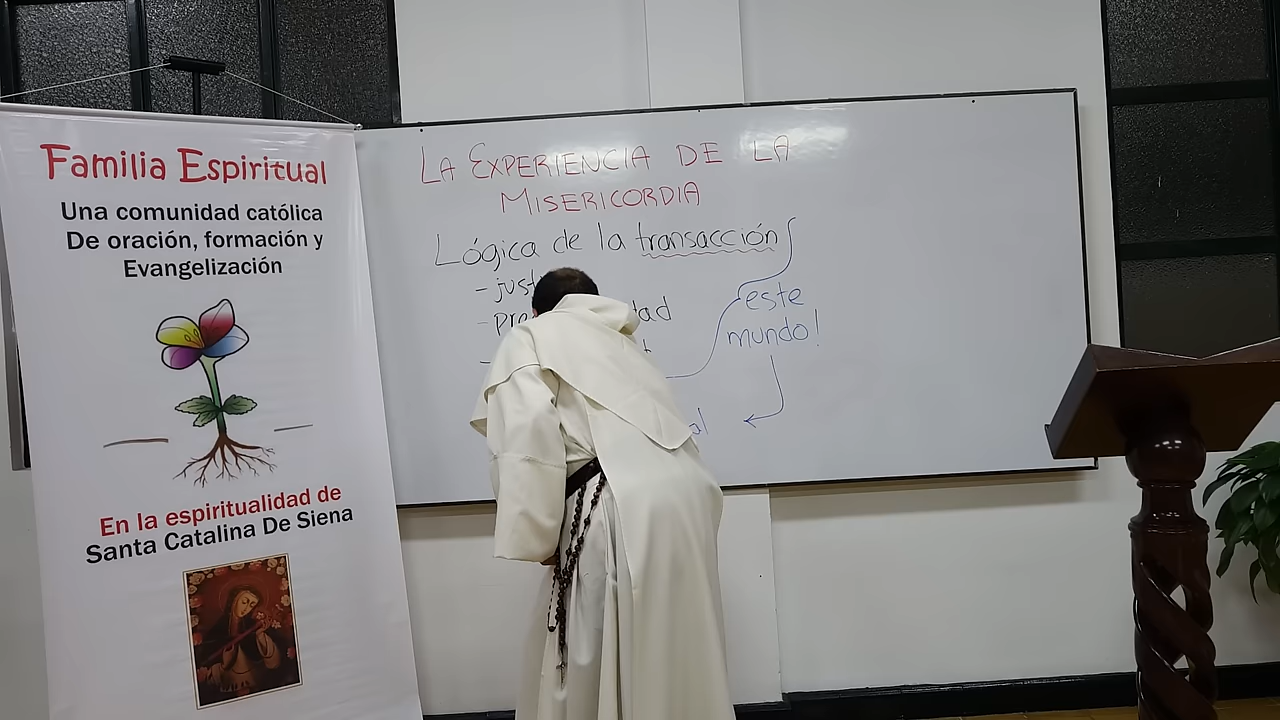 Familia Espiritual
Una comunidad católica
De oración, formación y
Evangelización
En la espiritualidad de
Santa Catalina De Siena
LA EXPERIENCIA DE LA
MISERICORDIA
Lógica de la transacción
este
mundo!